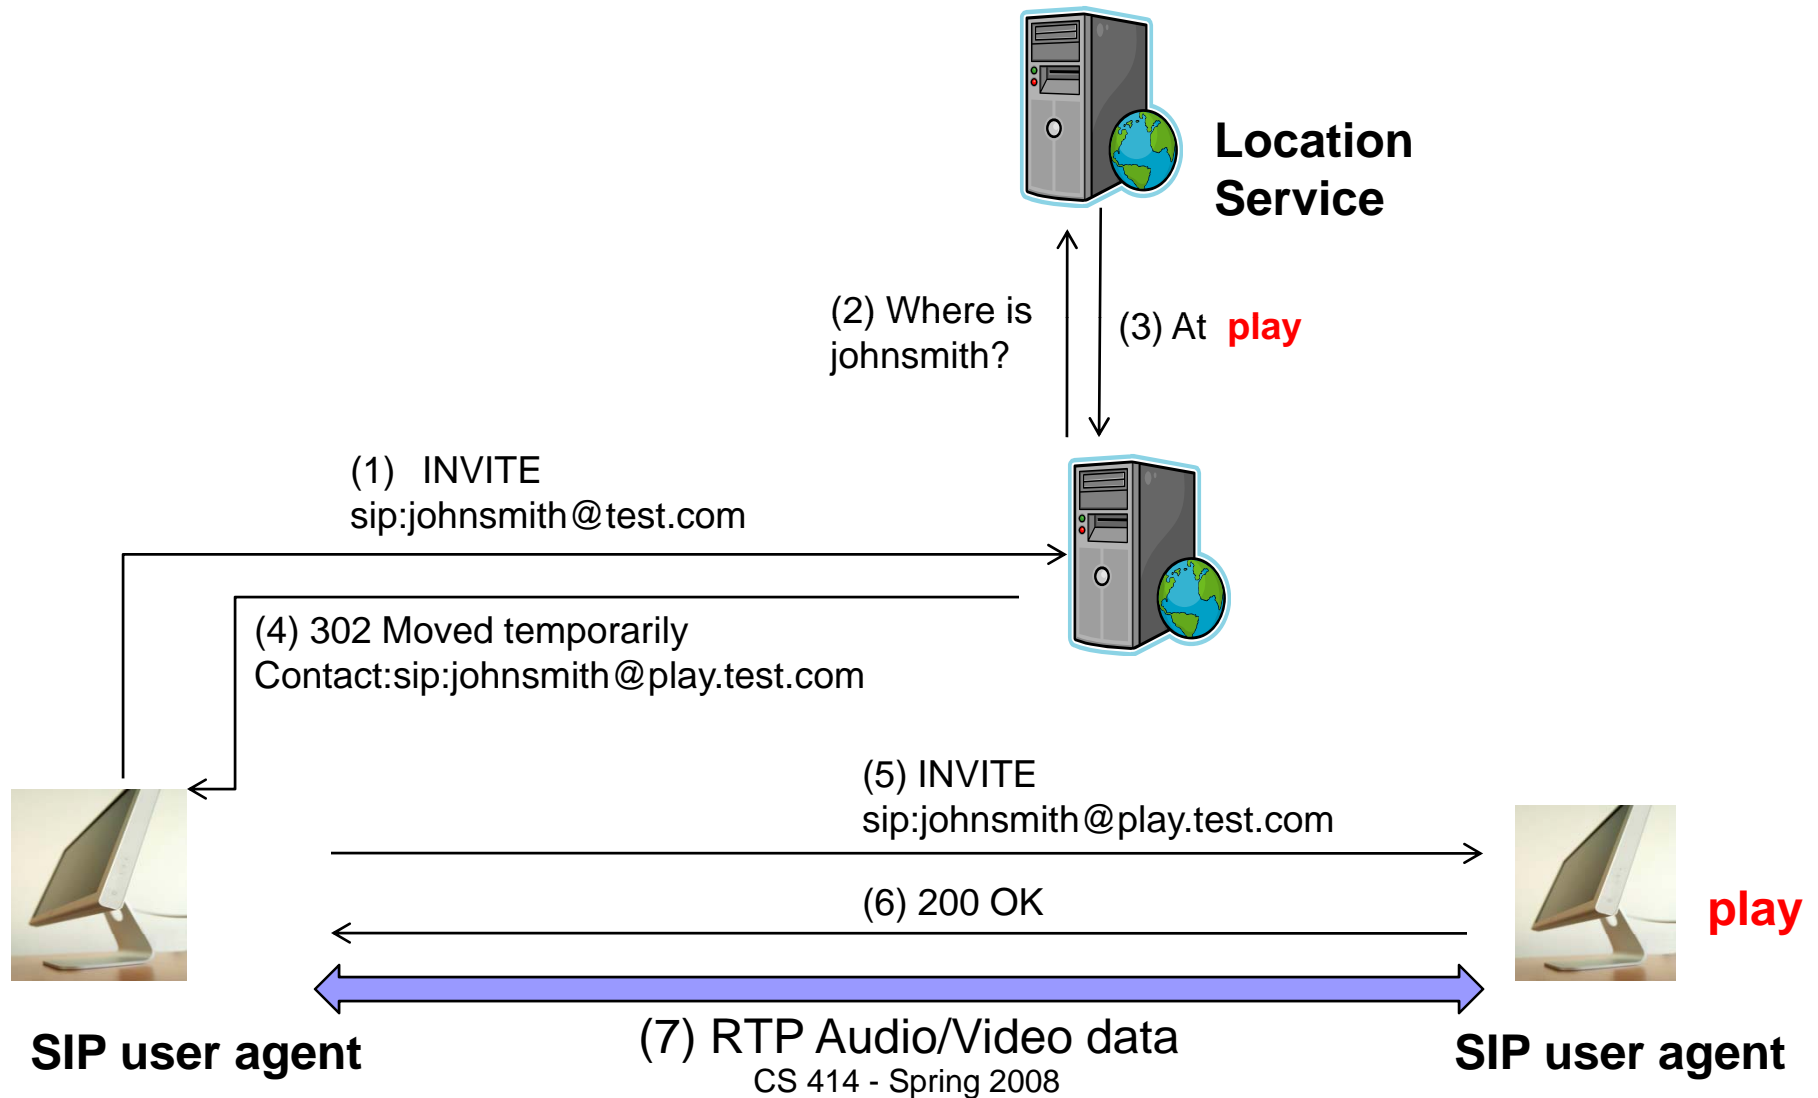 Location
Service
(2) Where is
johnsmith?
(3) At play
(1) INVITE
sip:johnsmith@test.com
(4) 302 Moved temporarily
Contact:sip:johnsmith@play.test.com
(5) INVITE
sip:johnsmith@play.test.com
(6) 200 OK
play
(7) RTP Audio/Video data
SIP user agent
SIP user agent
CS 414 - Spring 2008